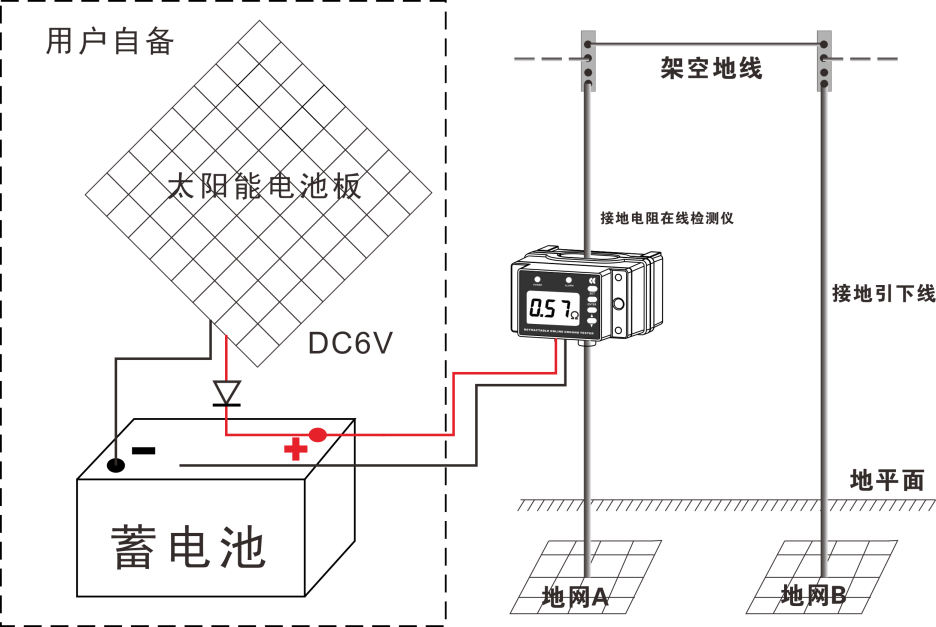 用户自备
太阳能电池板
DC6V
蓄电池
架空地线
接地电阻在线检测仪
0.57Ω
接地引下线
地平面
地网A
地网B